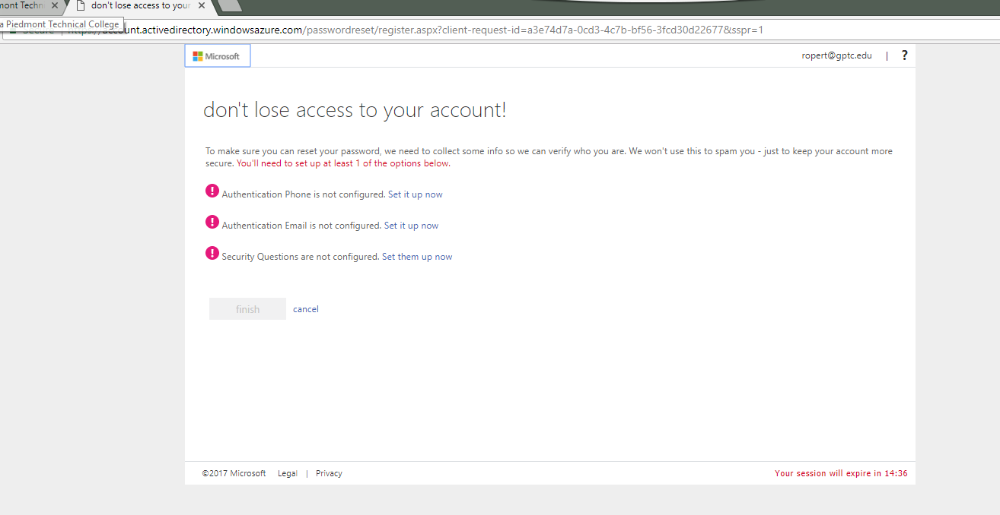 mont Techni
don't lose access to your
a Piedmont Technical College
https://account.activedirectory.windowsazure.com/passwordreset/register.aspx?client-request-id=a3e74d7a-0cd3-4c7b-bf56-3fcd30d22677&sspr=1
Microsoft
ropert@gptc.edu | ?
don't lose access to your account!
To make sure you can reset your password, we need to collect some info so we can verify who you are. We won't use this to spam you - just to keep your account more
secure. You'll need to set up at least 1 of the options below.
! Authentication Phone is not configured. Set it up now
! Authentication Email is not configured. Set it up now
! Security Questions are not configured. Set them up now
finish cancel
©2017 Microsoft Legal | Privacy
Your session will expire in 14:36